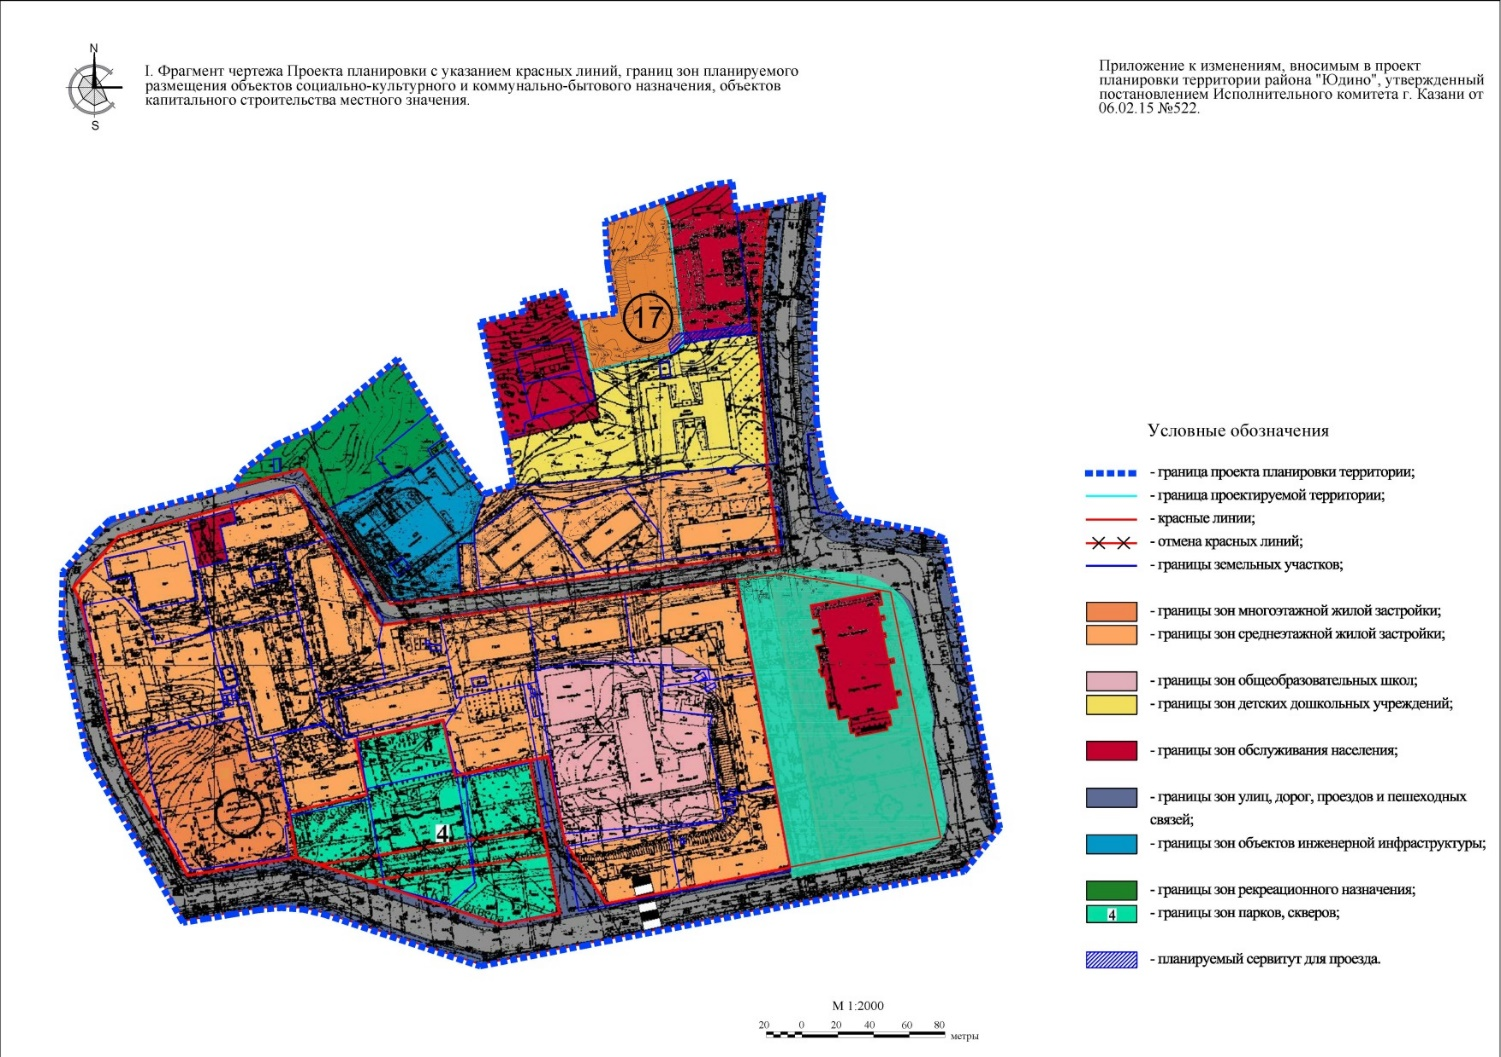 N
S
I. Фрагмент чертежа Проекта планировки с указанием красных линий, границ зон планируемого
размещения объектов социально-культурного и коммунально-бытового назначения, объектов
капитального строительства местного значения.
Приложение к изменениям, вносимым в проект
планировки территории района "Юдино", утвержденный
постановлением Исполнительного комитета г. Казани от
06.02.15 №522.
17
4
Условные обозначения
- граница проекта планировки территории;
- граница проектируемой территории;
- красные линии;
- отмена красных линий;
- границы земельных участков;
- границы зон многоэтажной жилой застройки;
- границы зон среднеэтажной жилой застройки;
- границы зон общеобразовательных школ;
- границы зон детских дошкольных учреждений;
- границы зон обслуживания населения;
- границы зон улиц, дорог, проездов и пешеходных
связей;
- границы зон объектов инженерной инфраструктуры;
- границы зон рекреационного назначения;
4 - границы зон парков, скверов;
- планируемый сервитут для проезда.
М 1:2000
20 0 20 40 60 80
метры